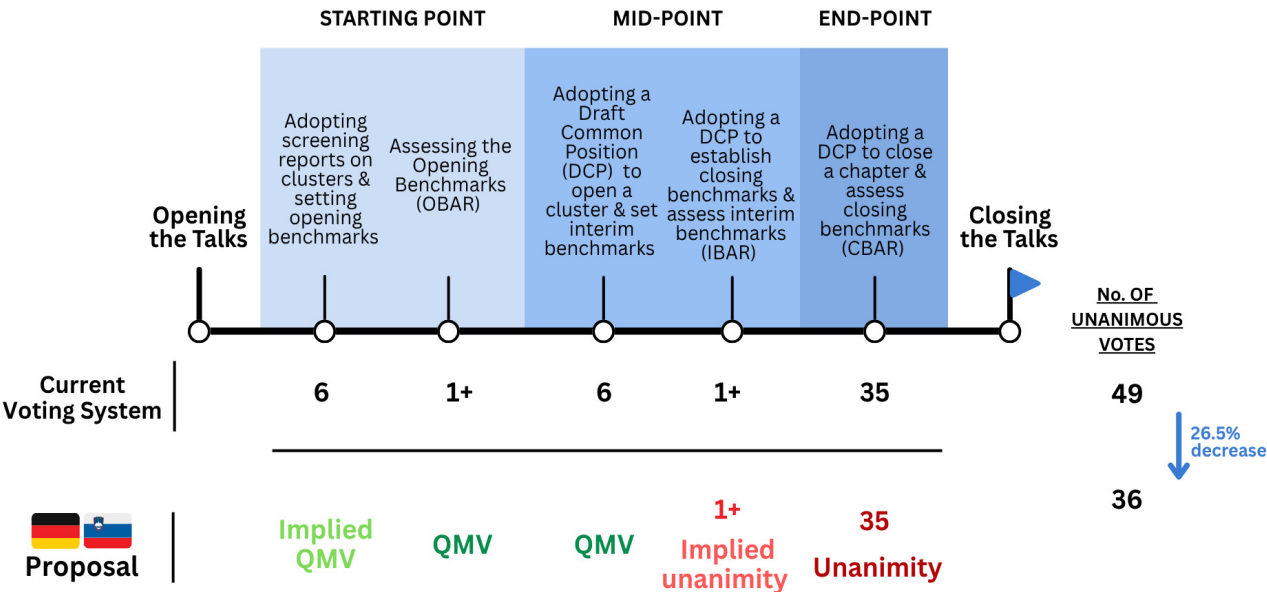 STARTING POINT
MID-POINT
END-POINT
Opening
the Talks
Adopting
screening
reports on
clusters &
setting
opening
benchmarks
Assessing the
Opening
Benchmarks
(OBAR)
Adopting a
Draft
Common
Position
(DCP) to
open a
cluster & set
interim
benchmarks
Adopting a
DCP to
establish
closing
benchmarks &
assess interim
benchmarks
(IBAR)
Adopting a
DCP to close
a chapter &
assess
closing
benchmarks
(CBAR)
Closing
the Talks
No. OF
UNANIMOUS
VOTES
Current
Voting System
6
1+
6
1+
35
49
26.5%
decrease
36
Proposal
Implied
QMV
QMV
QMV
1+
Implied
unanimity
35
Unanimity